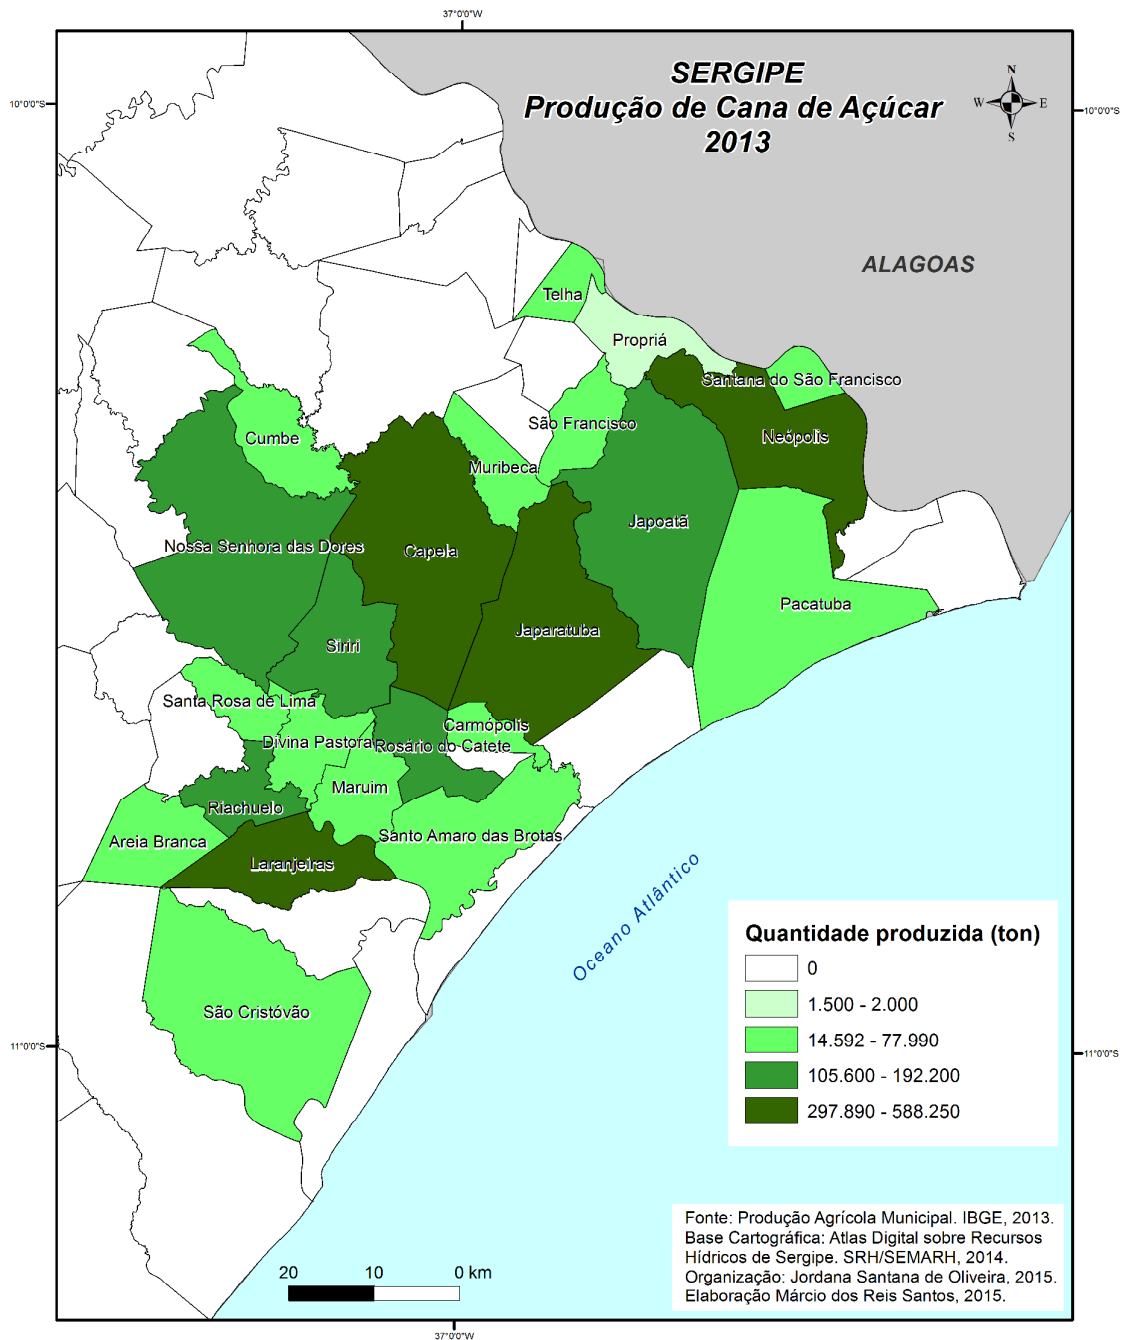 37°0'0"W
SERGIPE
Produção de Cana de Açúcar
2013
N
W
E
S
10°0'0"S
10°0'0"S
ALAGOAS
Telha
Propriá
Santana do São Francisco
São Francisco
Neópolis
Cumbe
Muribeca
Japoatã
Nossa Senhora das Dores
Capela
Pacatuba
Japaratuba
Siriri
Santa Rosa de Lima
Carmópolis
Divina Pastora
Rosário do Catete
Maruim
Riachuelo
Santo Amaro das Brotas
Areia Branca
Laranjeiras
Oceano Atlântico
São Cristóvão
Quantidade produzida (ton)
0
1.500 - 2.000
14.592 - 77.990
105.600 - 192.200
297.890 - 588.250
11°0'0"S
11°0'0"S
Fonte: Produção Agrícola Municipal. IBGE, 2013.
Base Cartográfica: Atlas Digital sobre Recursos
Hídricos de Sergipe. SRH/SEMARH, 2014.
Organização: Jordana Santana de Oliveira, 2015.
Elaboração Márcio dos Reis Santos, 2015.
20 10 0 km
37°0'0"W